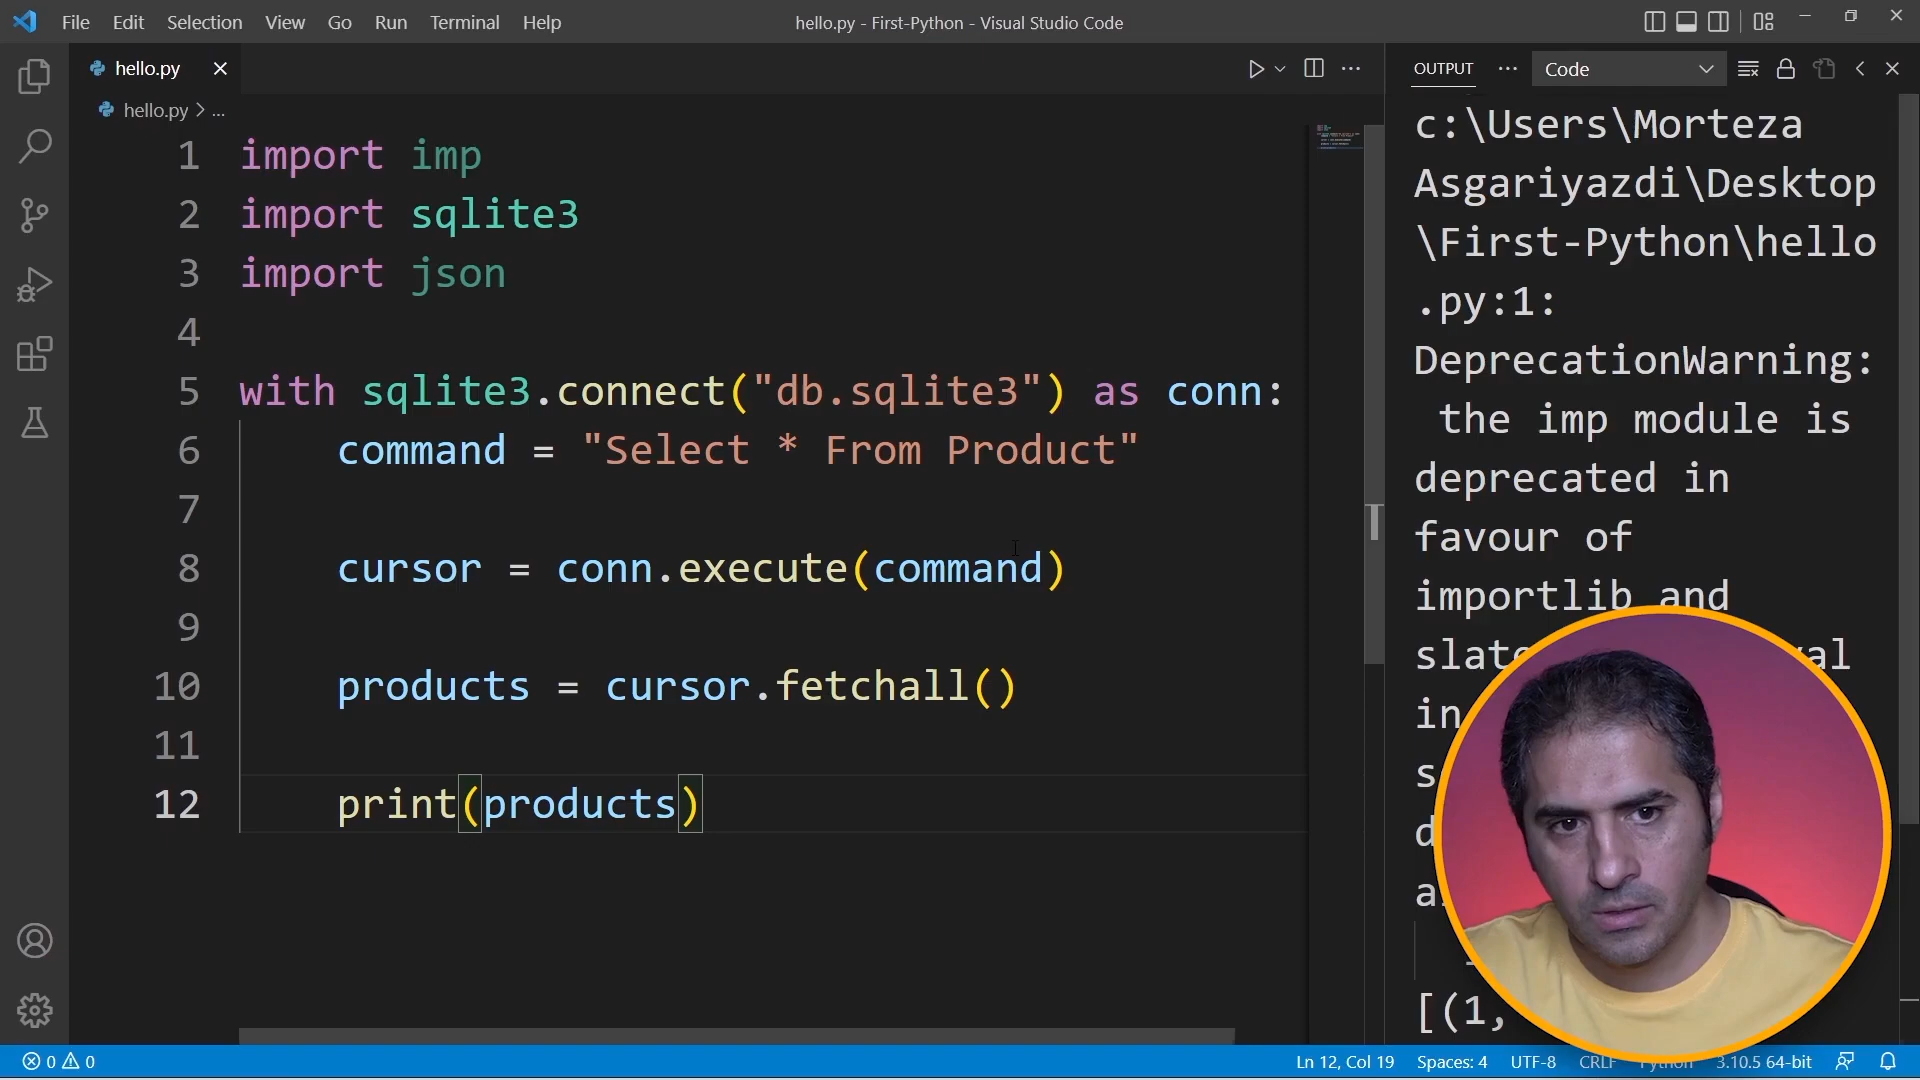 File Edit Selection View Go Run Terminal Help
hello.py - First-Python - Visual Studio Code
hello.py
hello.py > ...
1 import imp
2 import sqlite3
3 import json
4
5 with sqlite3.connect("db.sqlite3") as conn:
6 command = "Select * From Product"
7
8 cursor = conn.execute(command)
9
10 products = cursor.fetchall()
11
12 print(products)
OUTPUT ... Code
c:\Users\Morteza
Asgariyazdi\Desktop
\First-Python\hello
.py:1:
DeprecationWarning:
the imp module is
deprecated in
favour of
importlib and
in
[(1,
0 0
Ln 12, Col 19 Spaces: 4 UTF-8 CRLF Python 3.10.5 64-bit